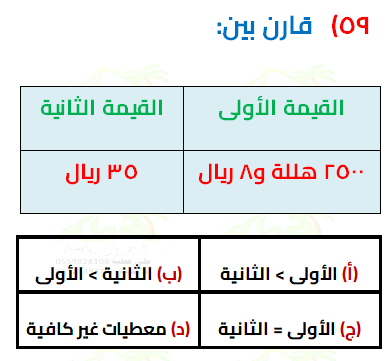 ٥٩) قارن بين:
القيمة الأولى القيمة الثانية
٢٥٠٠ هللة و٨ ريال ٣٥ ريال
(أ) الأولى > الثانية (ب) الثانية > الأولى
(ج) الأولى = الثانية (د) معطيات غير كافية